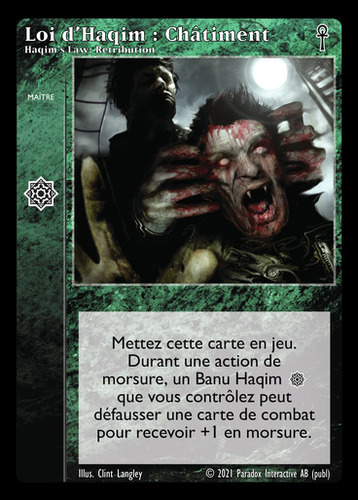 Loi d'Haqim : Châtiment
Haqim's Law: Retribution
MAÎTRE
Mettez cette carte en jeu.
Durant une action de
morsure, un Banu Haqim
que vous contrôlez peut
défausser une carte de combat
pour recevoir +1 en morsure.
Illus. Clint Langley © 2021 Paradox Interactive AB (publ)